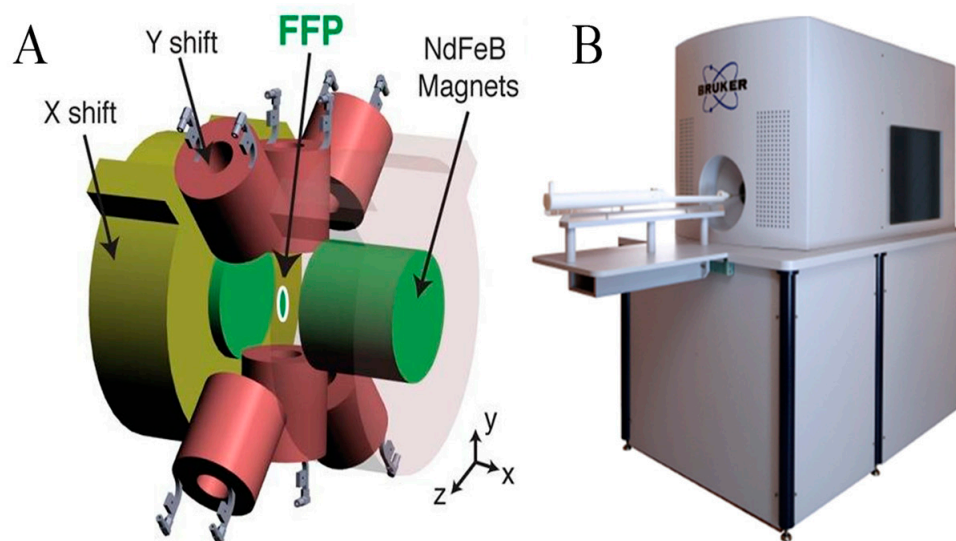 A
Y shift
FFP
NdFeB
Magnets
X shift
y
x
z
B
BRUKER